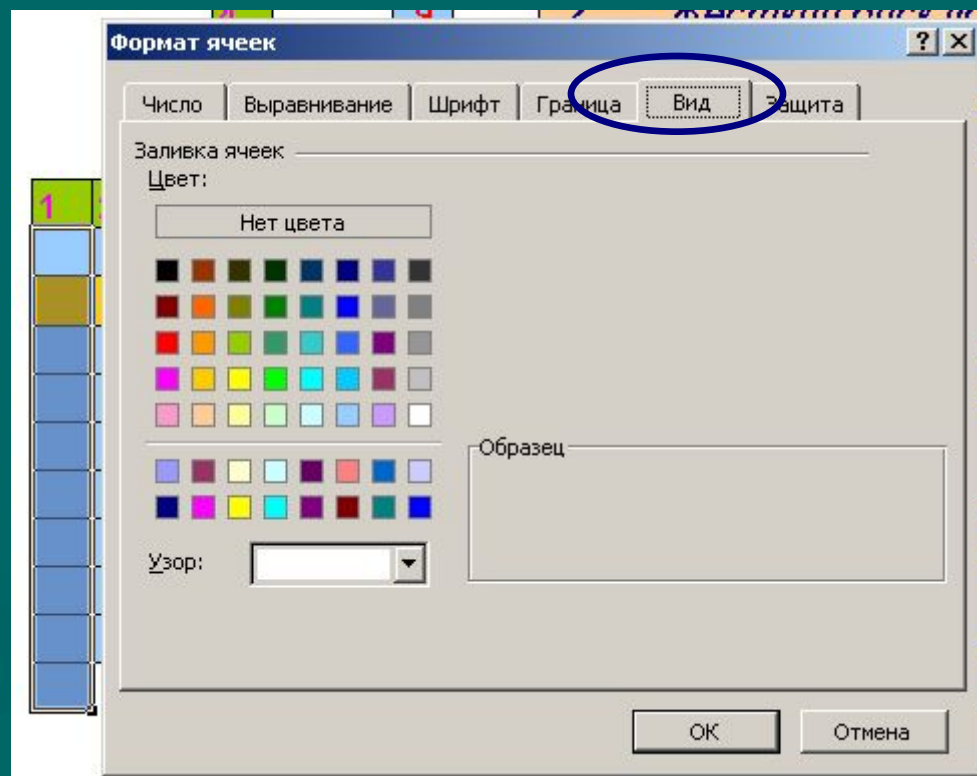 Формат ячеек
Число Выравнивание Шрифт Граница Вид Защита
Заливка ячеек
Цвет:
1
Нет цвета
Образец
Узор:
ОК Отмена